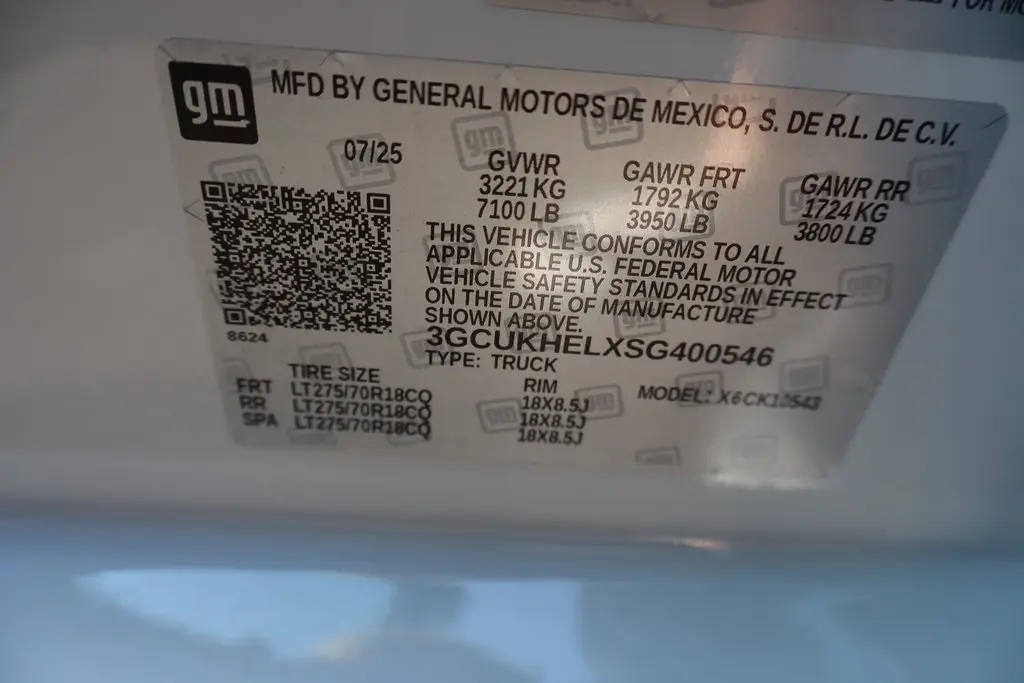 FOR MO
gm
MFD BY GENERAL MOTORS DE MEXICO, S. DE R.L. DE C.V.
07/25
GVWR
3221 KG
7100 LB
GAWR FRT
1792 KG
3950 LB
GAWR RR
1724 KG
3800 LB
THIS VEHICLE CONFORMS TO ALL
APPLICABLE U.S. FEDERAL MOTOR
VEHICLE SAFETY STANDARDS IN EFFECT
ON THE DATE OF MANUFACTURE
SHOWN ABOVE.
3GCUKHELXSG400546
TYPE: TRUCK
8624
TIRE SIZE RIM
FRT LT275/70R18CQ 18X8.5J
RR LT275/70R18CQ 18X8.5J
SPA LT275/70R18CQ 18X8.5J
MODEL: X6CK10543